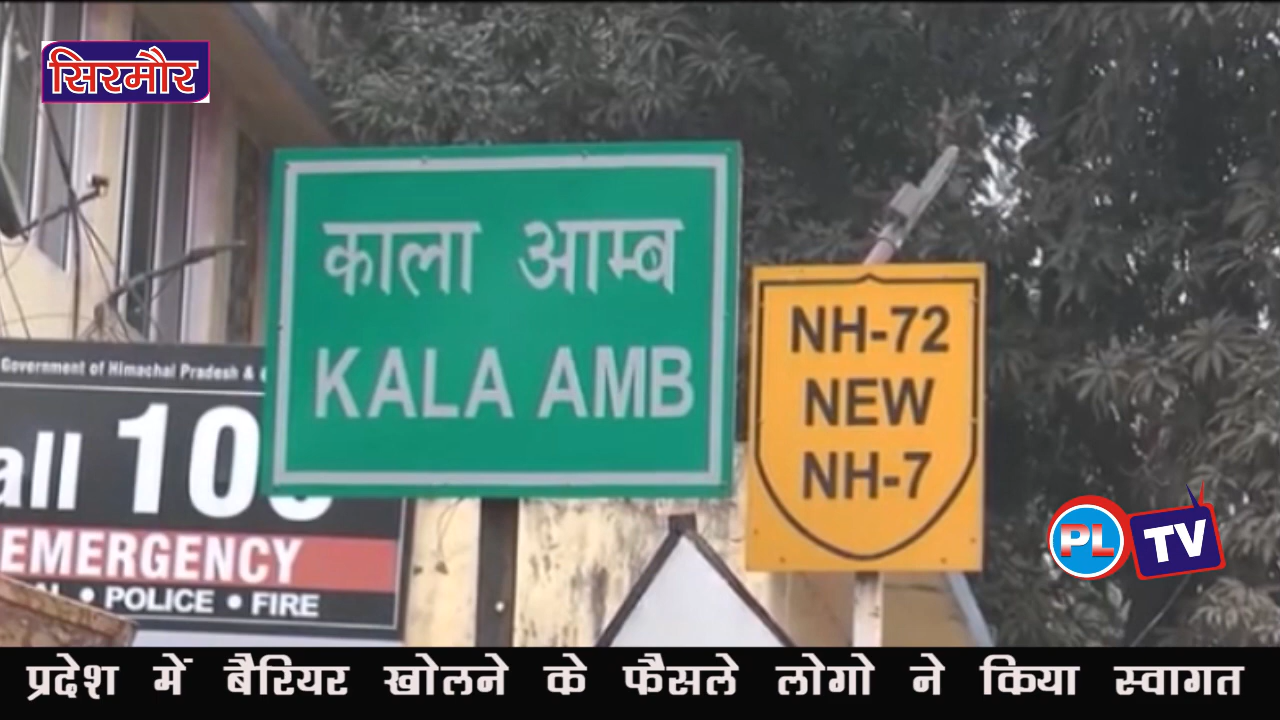 सिरमौर
काला आम्ब
KALA AMB
NH-72
NEW
NH-7
Government of Himachal Pradesh &
all 10
EMERGENCY
• POLICE • FIRE
PL TV
प्रदेश में बैरियर खोलने के फैसले लोगो ने किया स्वागत